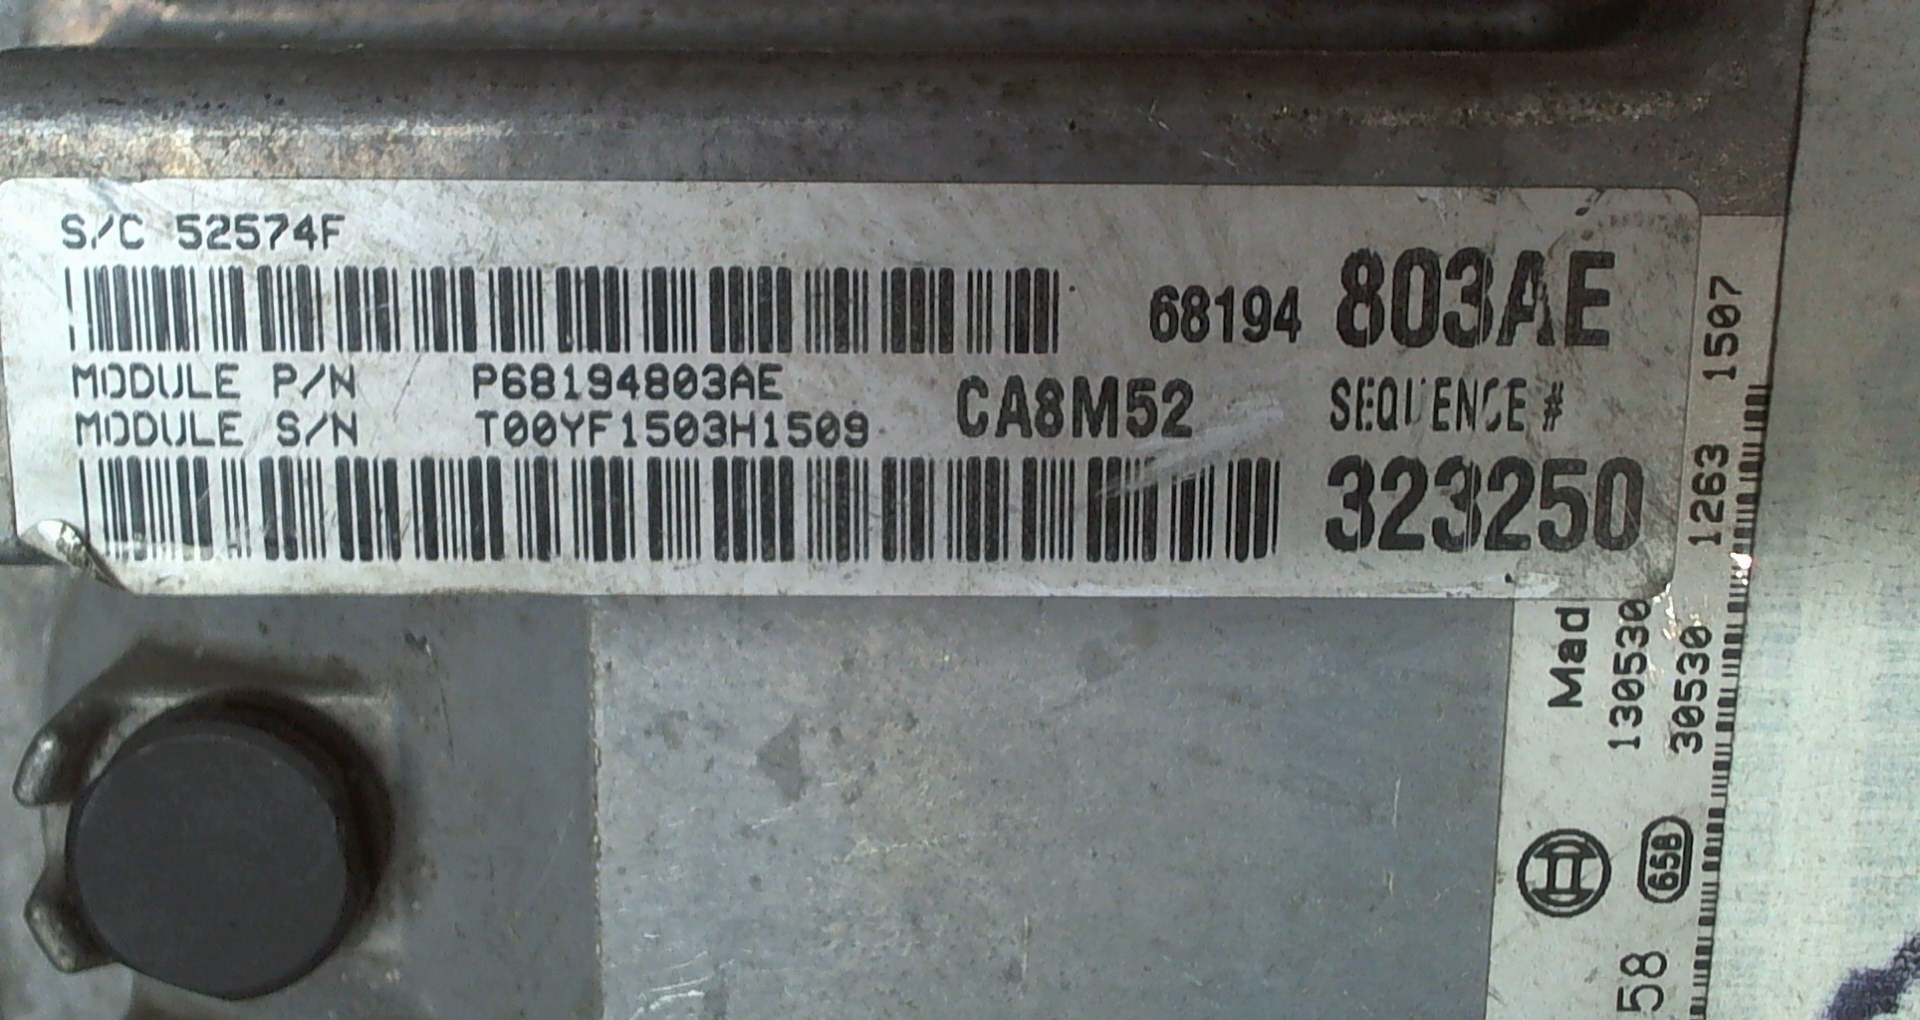 S/C 52574F
68194 803AE
MODULE P/N P68194803AE
MODULE S/N T00YF1503H1509
CA8M52
SEQUENCE #
323250
1263 1507
Mad
130530
30530
658
58